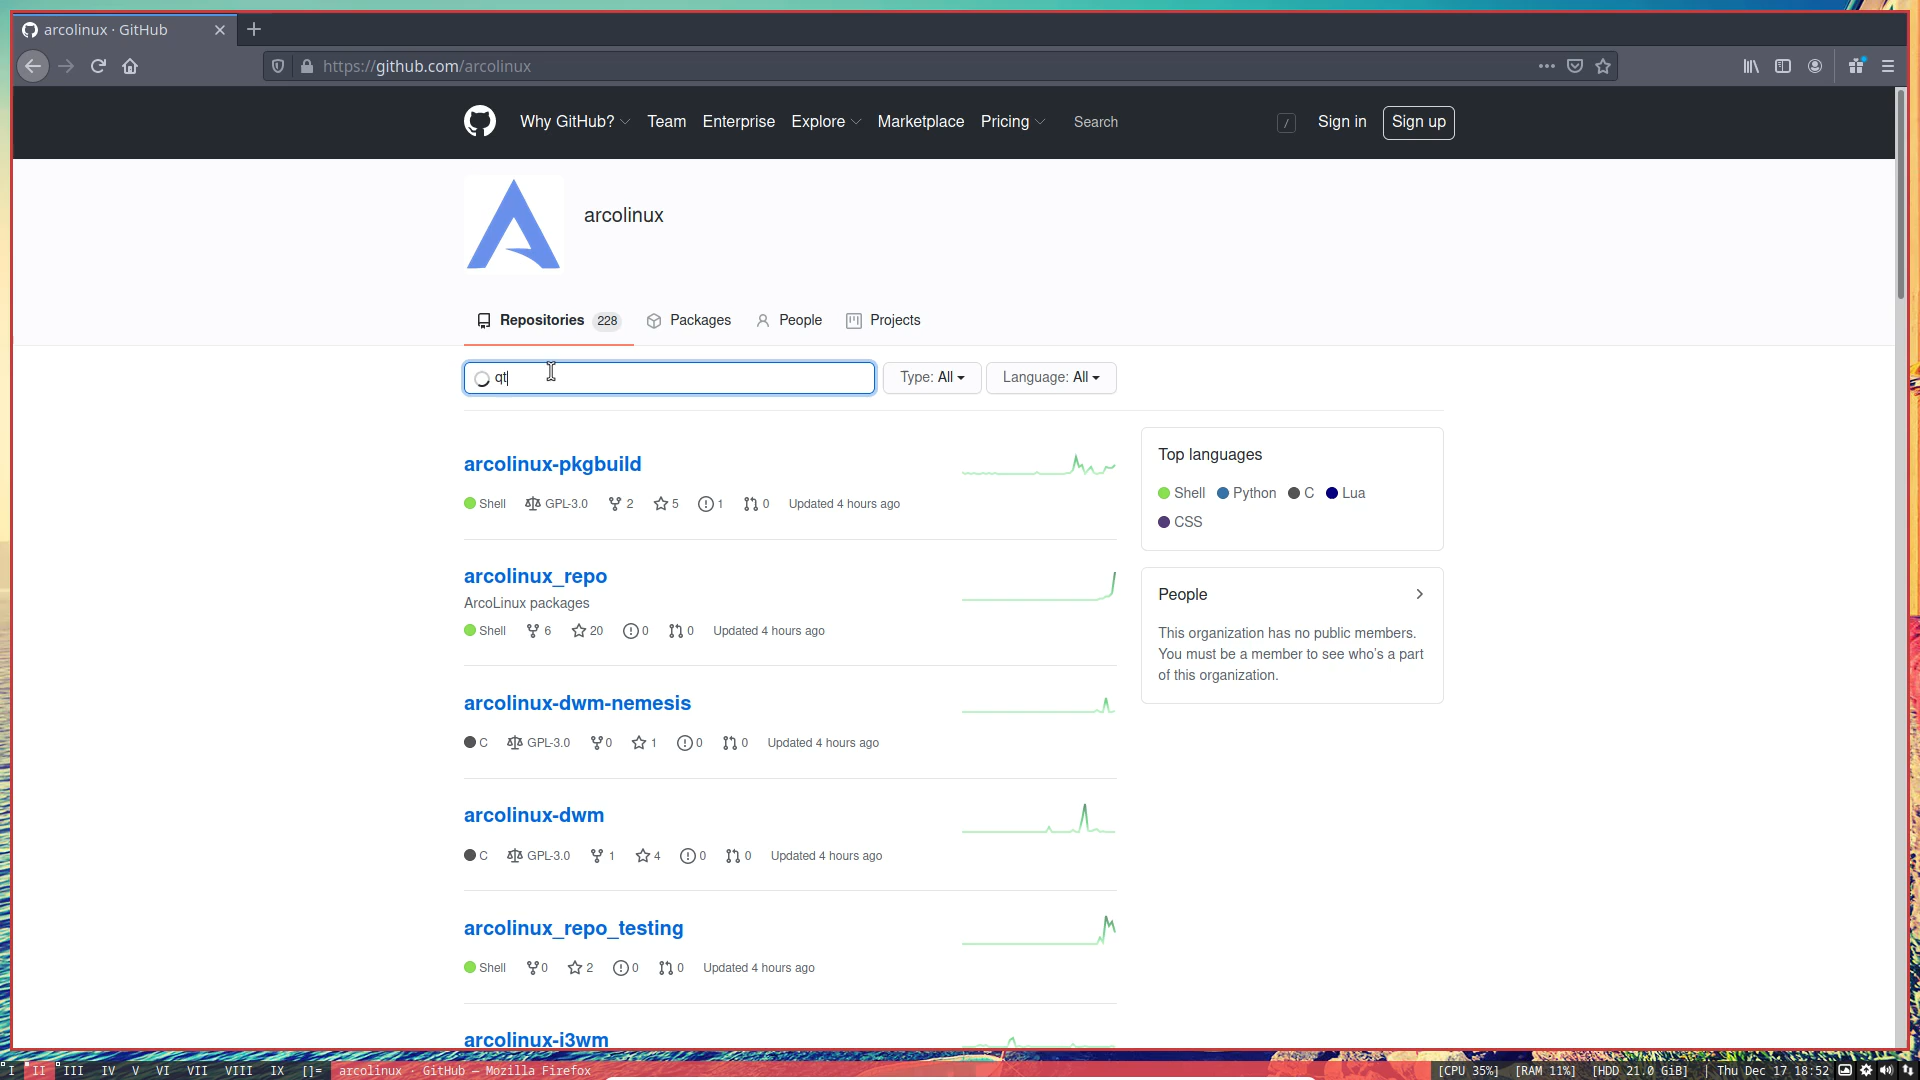 arcolinux · GitHub
https://github.com/arcolinux
Why GitHub? Team Enterprise Explore Marketplace Pricing Search / Sign in Sign up
arcolinux
Repositories 228 Packages People Projects
qt Type: All Language: All
arcolinux-pkgbuild
Shell GPL-3.0 2 5 1 0 Updated 4 hours ago
arcolinux_repo
ArcoLinux packages
Shell 6 20 0 0 Updated 4 hours ago
arcolinux-dwm-nemesis
C GPL-3.0 0 1 0 0 Updated 4 hours ago
arcolinux-dwm
C GPL-3.0 1 4 0 0 Updated 4 hours ago
arcolinux_repo_testing
Shell 0 2 0 0 Updated 4 hours ago
arcolinux-i3wm
Top languages
Shell Python C Lua
CSS
People
This organization has no public members.
You must be a member to see who's a part
of this organization.
I II III IV V VI VII VIII IX []= arcolinux · GitHub — Mozilla Firefox [CPU 35%] [RAM 11%] [HDD 21.0 GiB] | Thu Dec 17 18:52